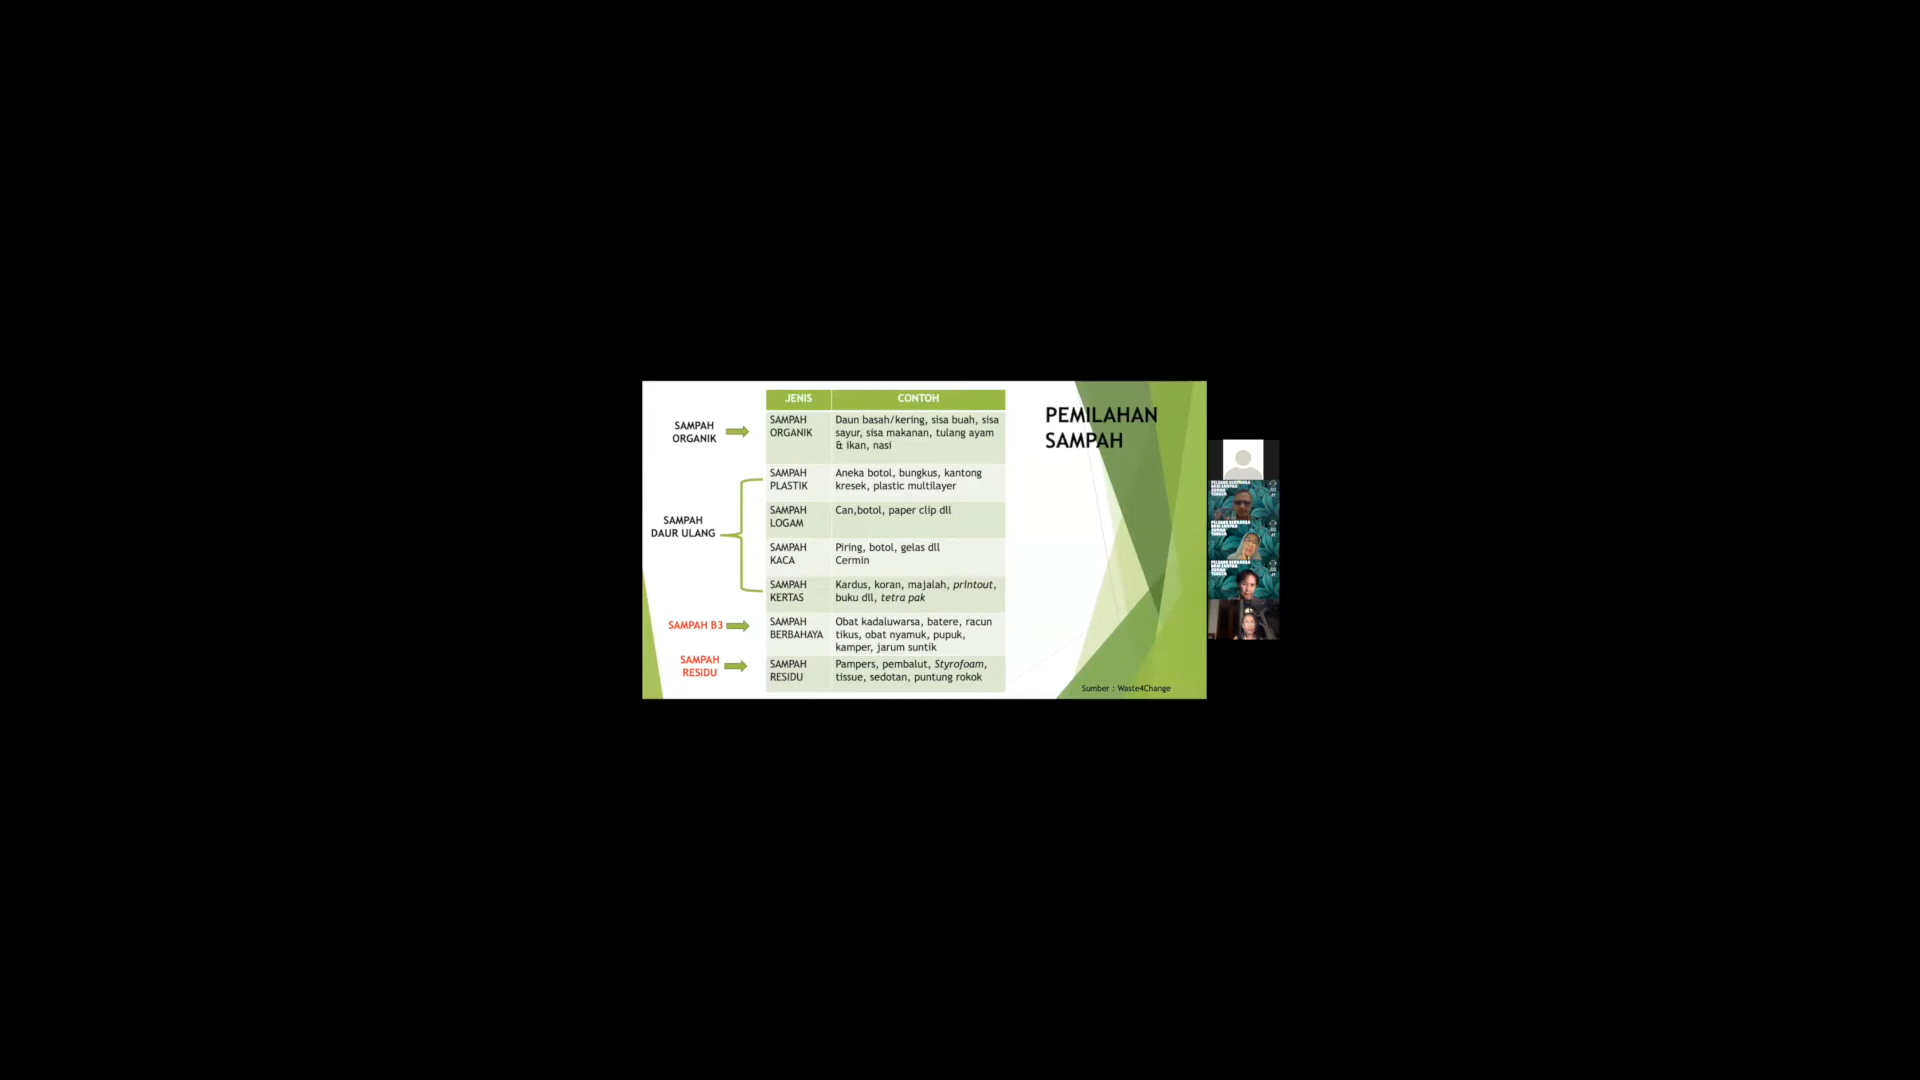 PEMILAHAN
SAMPAH
JENIS
CONTOH
SAMPAH
ORGANIK
SAMPAH
ORGANIK
Daun basah/kering, sisa buah, sisa
sayur, sisa makanan, tulang ayam
& ikan, nasi
SAMPAH
DAUR ULANG
SAMPAH
PLASTIK
Aneka botol, bungkus, kantong
kresek, plastic multilayer
SAMPAH
LOGAM
Can,botol, paper clip dll
SAMPAH
KACA
Piring, botol, gelas dll
Cermin
SAMPAH
KERTAS
Kardus, koran, majalah, printout,
buku dll, tetra pak
SAMPAH B3
SAMPAH
BERBAHAYA
Obat kadaluwarsa, batere, racun
tikus, obat nyamuk, pupuk,
kamper, jarum suntik
SAMPAH
RESIDU
SAMPAH
RESIDU
Pampers, pembalut, Styrofoam,
tissue, sedotan, puntung rokok
Sumber : Waste4Change